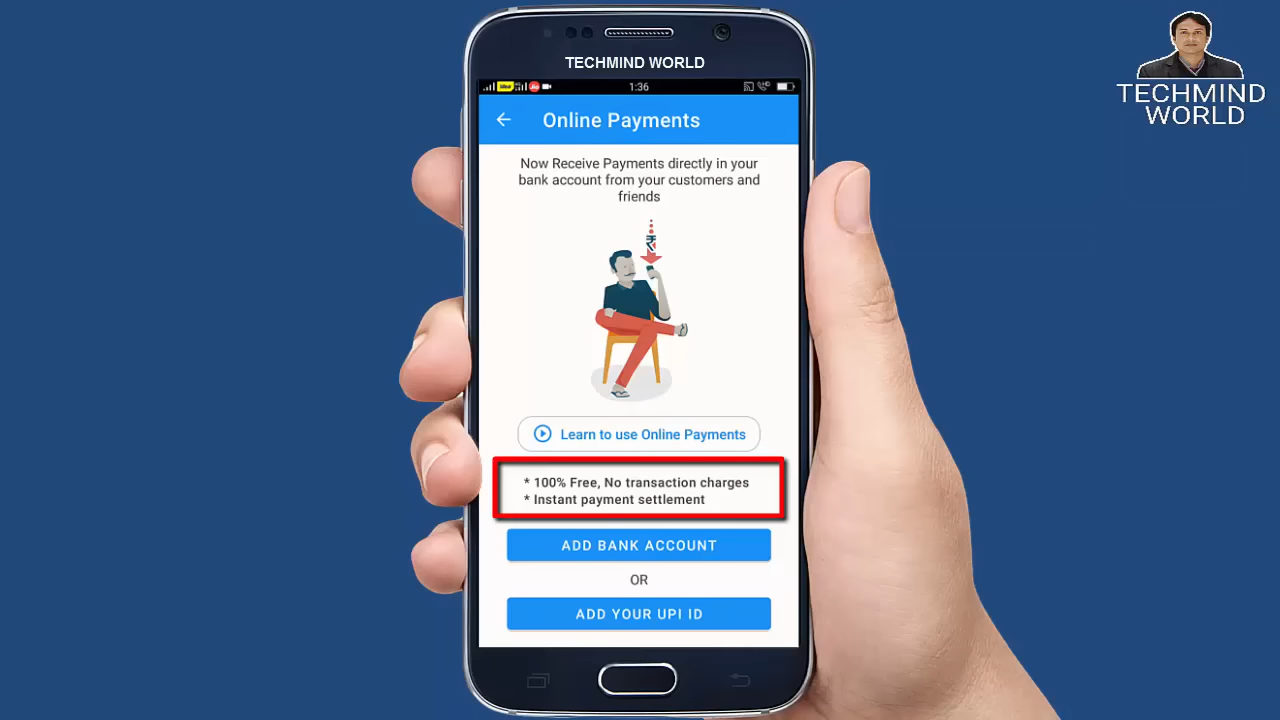 TECHMIND WORLD
TECHMIND
WORLD
Idea
Jio
1:36
Online Payments
Now Receive Payments directly in your
bank account from your customers and
friends
₹
Learn to use Online Payments
* 100% Free, No transaction charges
* Instant payment settlement
ADD BANK ACCOUNT
OR
ADD YOUR UPI ID